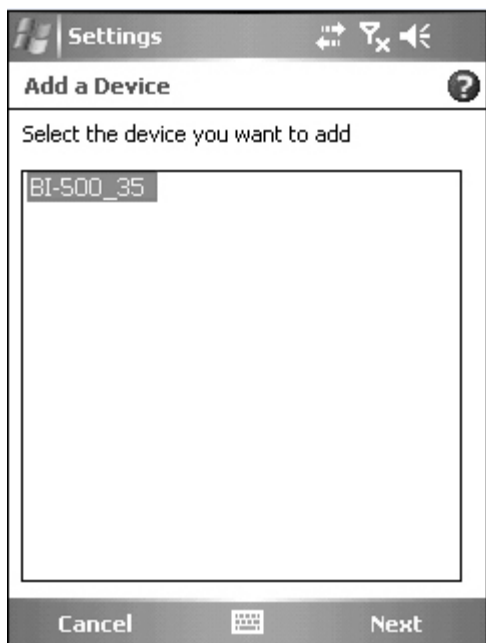 Settings
Add a Device
Select the device you want to add
BI-500_35
Cancel
Next